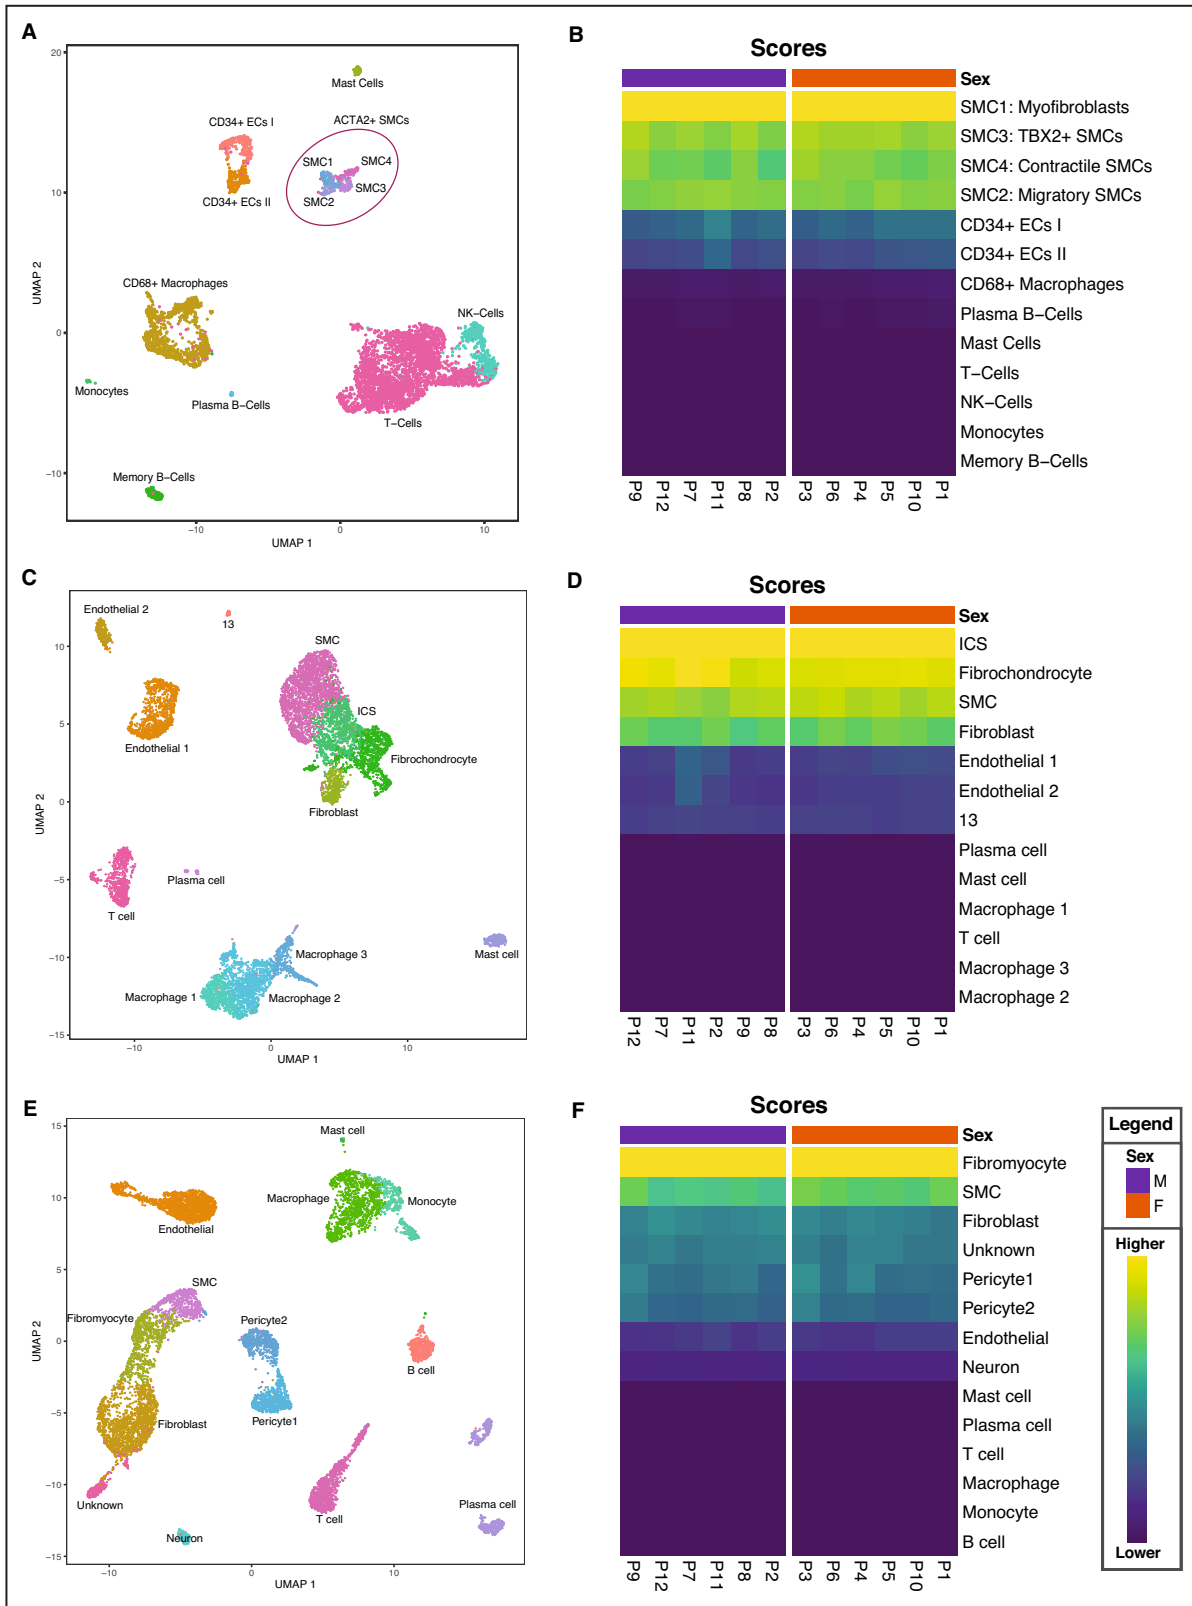 A
20
10
0
−10
−10
0
10
UMAP 1
UMAP 2
Mast Cells
CD34+ ECs I
ACTA2+ SMCs
SMC1
SMC4
SMC3
SMC2
CD34+ ECs II
CD68+ Macrophages
NK−Cells
Monocytes
Plasma B−Cells
T−Cells
Memory B−Cells
B
Scores
Sex
SMC1: Myofibroblasts
SMC3: TBX2+ SMCs
SMC4: Contractile SMCs
SMC2: Migratory SMCs
CD34+ ECs I
CD34+ ECs II
CD68+ Macrophages
Plasma B−Cells
Mast Cells
T−Cells
NK−Cells
Monocytes
Memory B−Cells
P9 P12 P7 P11 P8 P2 P3 P6 P4 P5 P10 P1
C
10
5
0
−5
−10
−15
−10
0
10
UMAP 1
UMAP 2
Endothelial 2
13
SMC
ICS
Endothelial 1
Fibrochondrocyte
Fibroblast
Plasma cell
T cell
Macrophage 3
Mast cell
Macrophage 1
Macrophage 2
D
Scores
Sex
ICS
Fibrochondrocyte
SMC
Fibroblast
Endothelial 1
Endothelial 2
13
Plasma cell
Mast cell
Macrophage 1
T cell
Macrophage 3
Macrophage 2
P12 P7 P11 P2 P9 P8 P3 P6 P4 P5 P10 P1
E
15
10
5
0
−5
−10
−15
−10
0
10
UMAP 1
UMAP 2
Mast cell
Macrophage
Monocyte
Endothelial
SMC
Fibromyocyte
Pericyte2
B cell
Fibroblast
Pericyte1
Unknown
T cell
Plasma cell
Neuron
F
Scores
Sex
Fibromyocyte
SMC
Fibroblast
Unknown
Pericyte1
Pericyte2
Endothelial
Neuron
Mast cell
Plasma cell
T cell
Macrophage
Monocyte
B cell
P9 P12 P7 P11 P8 P2 P3 P6 P4 P5 P10 P1
Legend
Sex
M
F
Higher
Lower